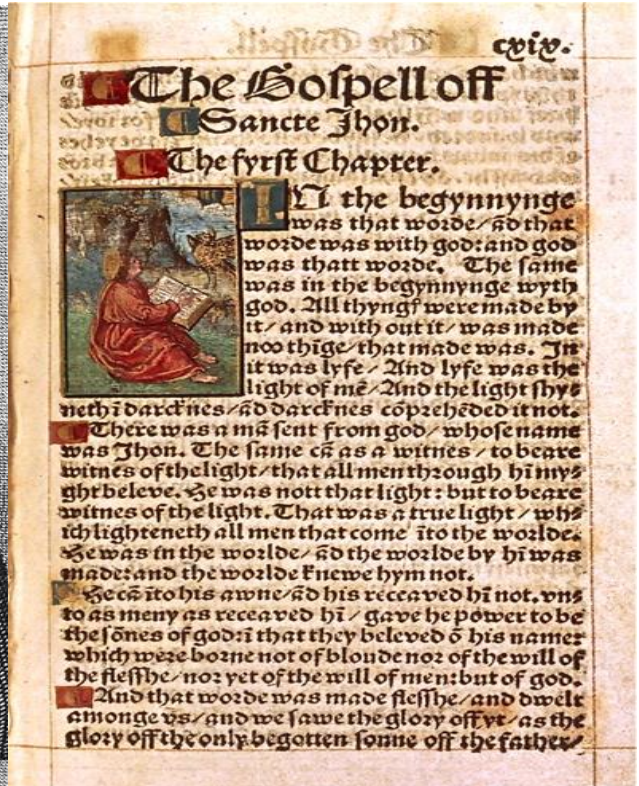 cxix.
The Gospell off
Sancte Jhon.
The fyrst Chapter.
IN the begynnynge
was that worde/ ād that
worde was with god: and god
was thatt worde. The same
was in the begynnynge wyth
god. All thyngſ were made by
it/ and with out it/ was made
noo thīge/ that made was. In
it was lyfe/ And lyfe was the
light of mē/ And the light shy-
neth ī darcknes/ ād darcknes cōprehēded it not.
There was a mā sent from god/ whose name
was Jhon. The same cā as a witnes/ to beare
witnes of the light/ that all men through hī my-
ght beleve. He was nott that light: but to beare
witnes of the light. That was a true light/ wh-
ich lighteneth all men that come īto the worlde.
He was in the worlde/ ād the worlde by hī was
made: and the worlde knewe hym not.
He cā īto his awne/ ād his receaved hī not. vn-
to as meny as receaved hī/ gave he power to be
the sōnes of god: ī that they beleved ō his name:
which were borne not of bloude nor of the will of
the flesshe/ nor yet of the will of men: but of god.
And that worde was made flesshe/ and dwelt
amonge vs/ and we sawe the glory off yt/ as the
glory off the only begotten sonne off the father/